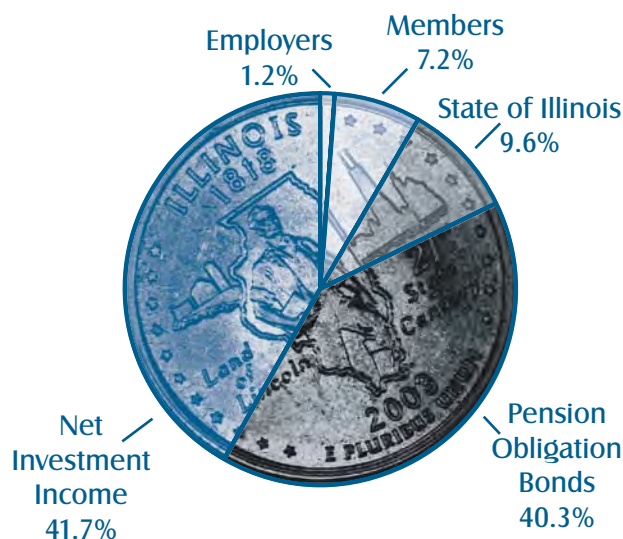 Employers
1.2%
Members
7.2%
State of Illinois
9.6%
ILLINOIS
1818
Land
of
Lincoln
2003
E PLURIBUS UNUM
Net
Investment
Income
41.7%
Pension
Obligation
Bonds
40.3%